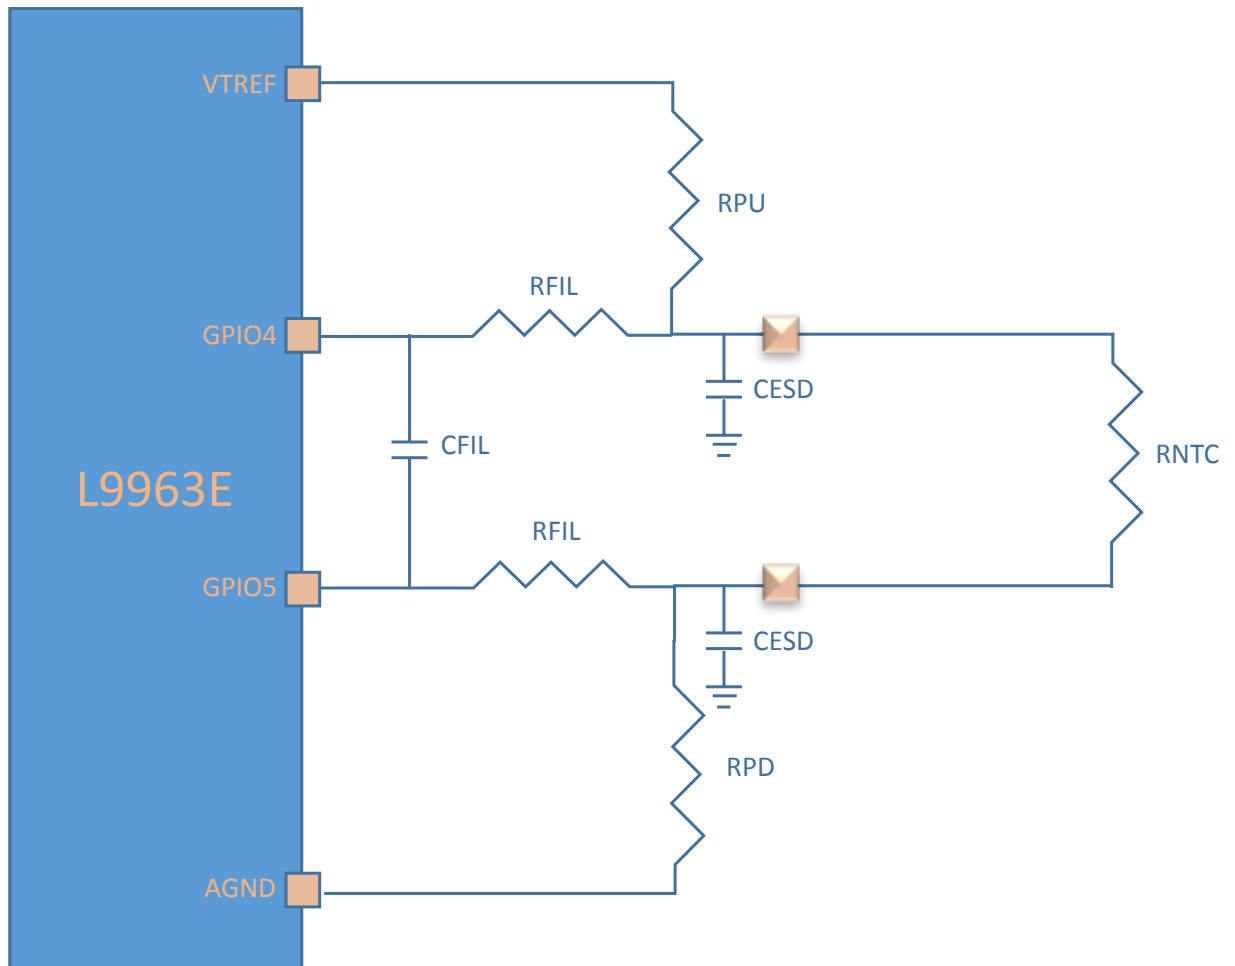 VTREF
RPU
RFIL
GPIO4
CESD
CFIL
RNTC
L9963E
RFIL
GPIO5
CESD
RPD
AGND